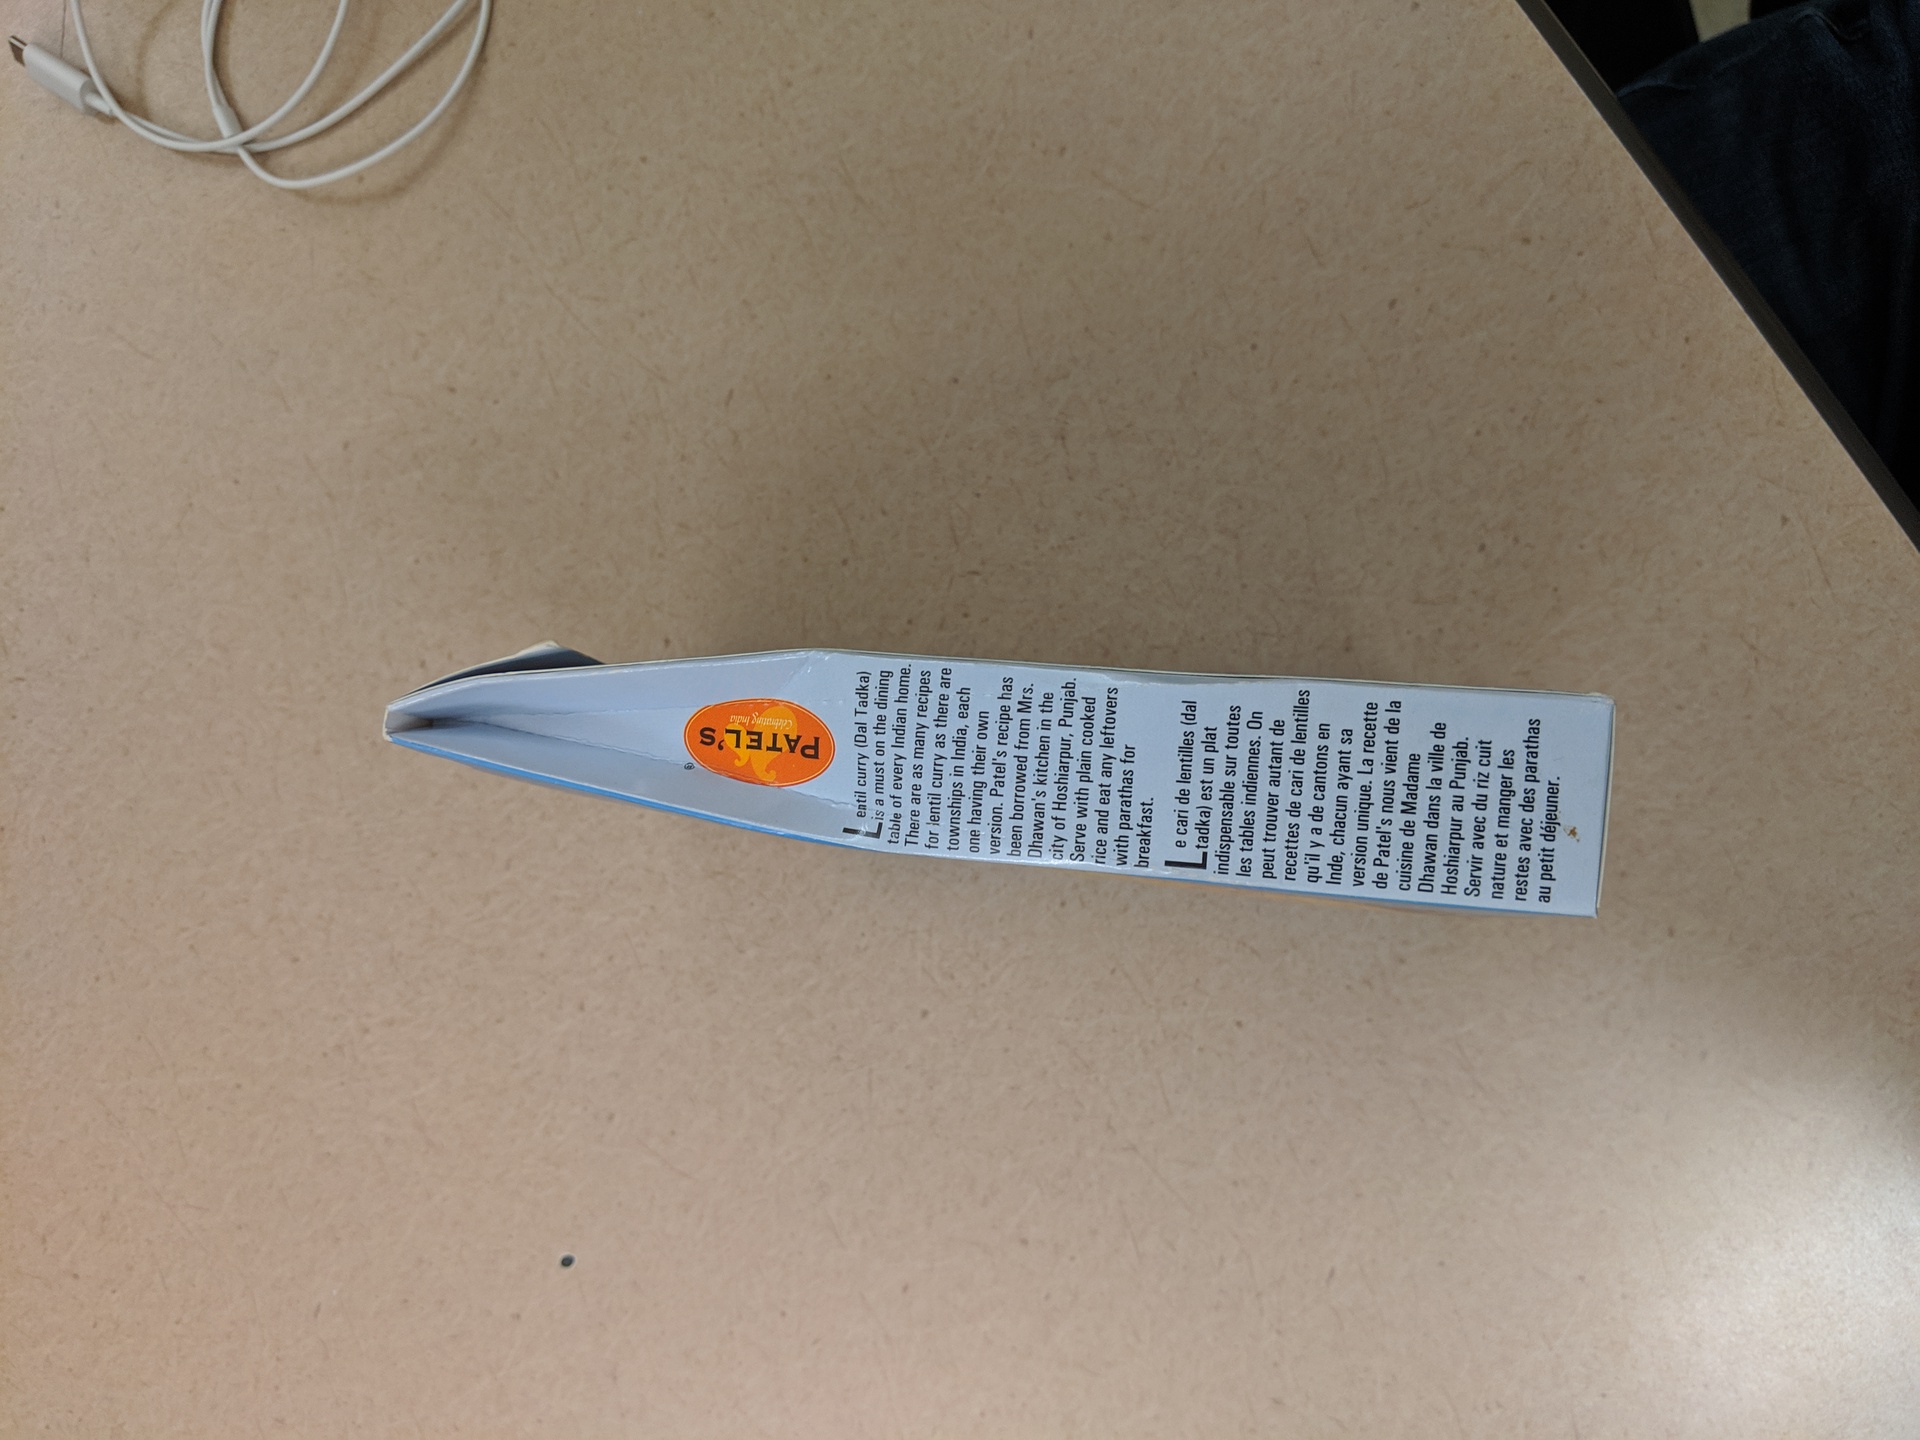 PATEL'S
Celebrating India
®
Lentil curry (Dal Tadka)
is a must on the dining
table of every Indian home.
There are as many recipes
for lentil curry as there are
townships in India, each
one having their own
version. Patel's recipe has
been borrowed from Mrs.
Dhawan's kitchen in the
city of Hoshiarpur, Punjab.
Serve with plain cooked
rice and eat any leftovers
with parathas for
breakfast.
Le cari de lentilles (dal
tadka) est un plat
indispensable sur toutes
les tables indiennes. On
peut trouver autant de
recettes de cari de lentilles
qu'il y a de cantons en
Inde, chacun ayant sa
version unique. La recette
de Patel's nous vient de la
cuisine de Madame
Dhawan dans la ville de
Hoshiarpur au Punjab.
Servir avec du riz cuit
nature et manger les
restes avec des parathas
au petit déjeuner.